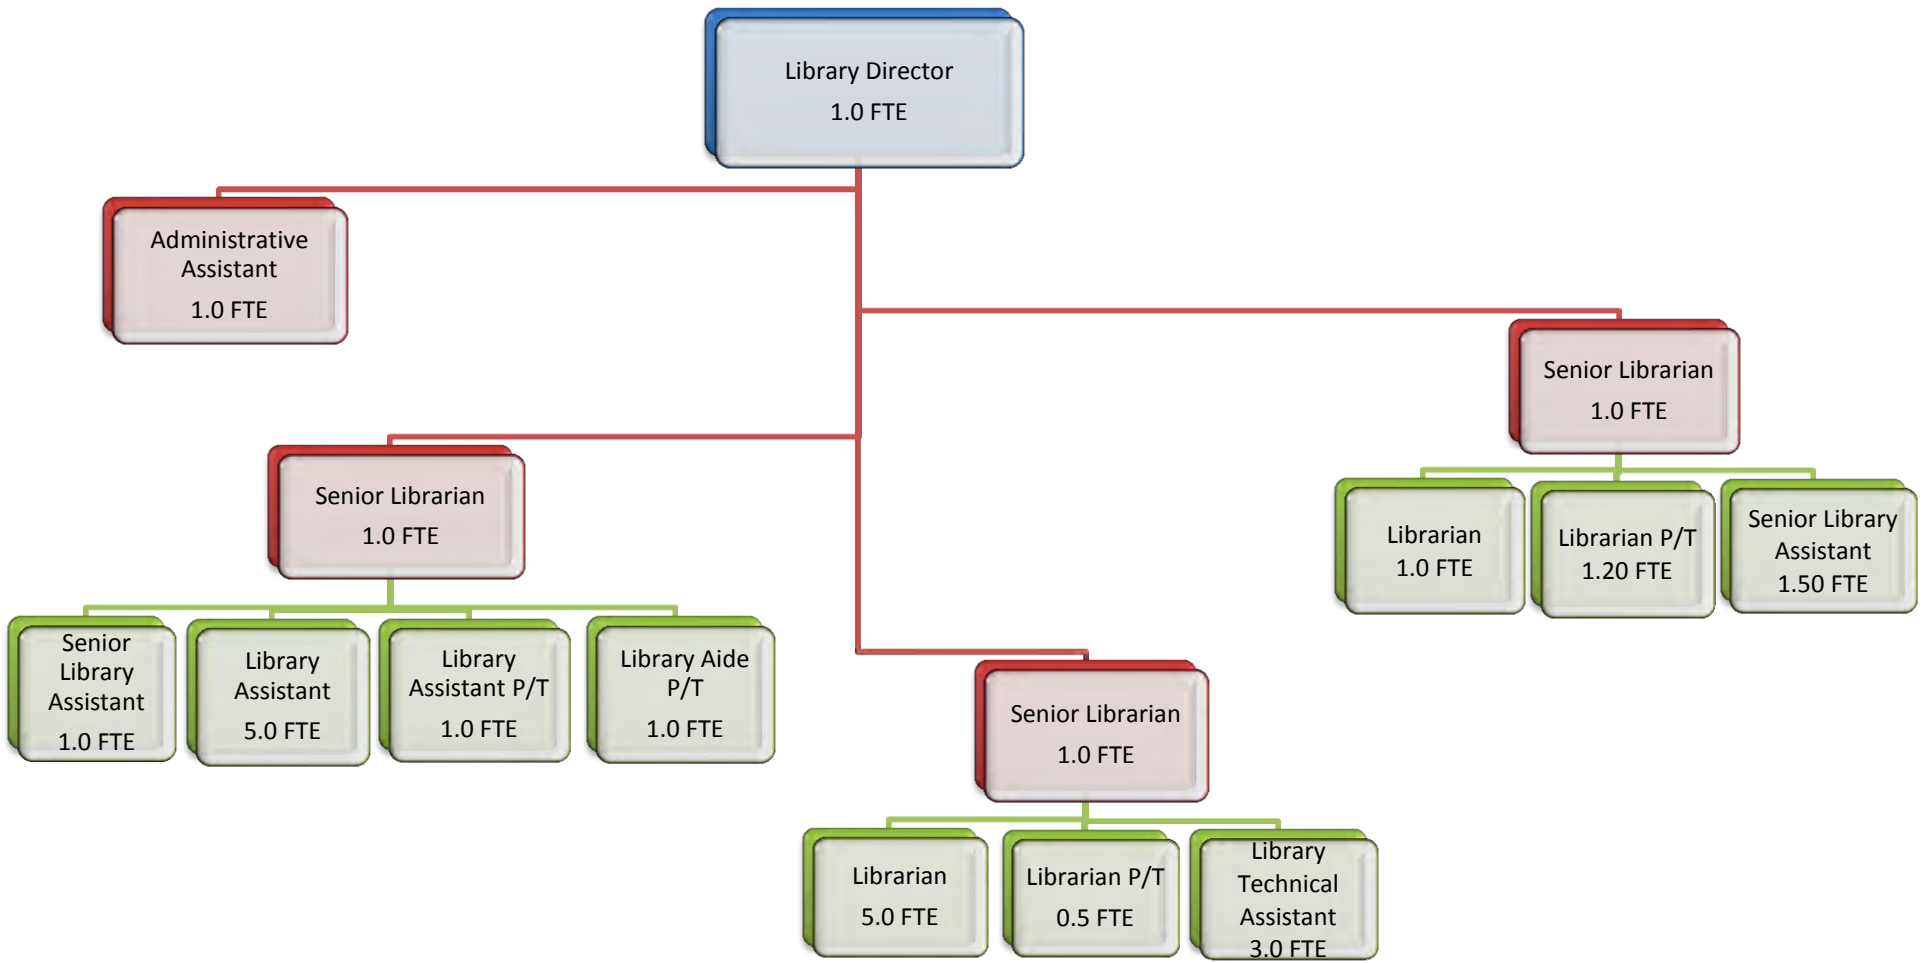 Library Director
1.0 FTE
Administrative
Assistant
1.0 FTE
Senior Librarian
1.0 FTE
Librarian
1.0 FTE
Librarian P/T
1.20 FTE
Senior Library
Assistant
1.50 FTE
Senior Librarian
1.0 FTE
Senior
Library
Assistant
1.0 FTE
Library
Assistant
5.0 FTE
Library
Assistant P/T
1.0 FTE
Library Aide
P/T
1.0 FTE
Senior Librarian
1.0 FTE
Librarian
5.0 FTE
Librarian P/T
0.5 FTE
Library
Technical
Assistant
3.0 FTE